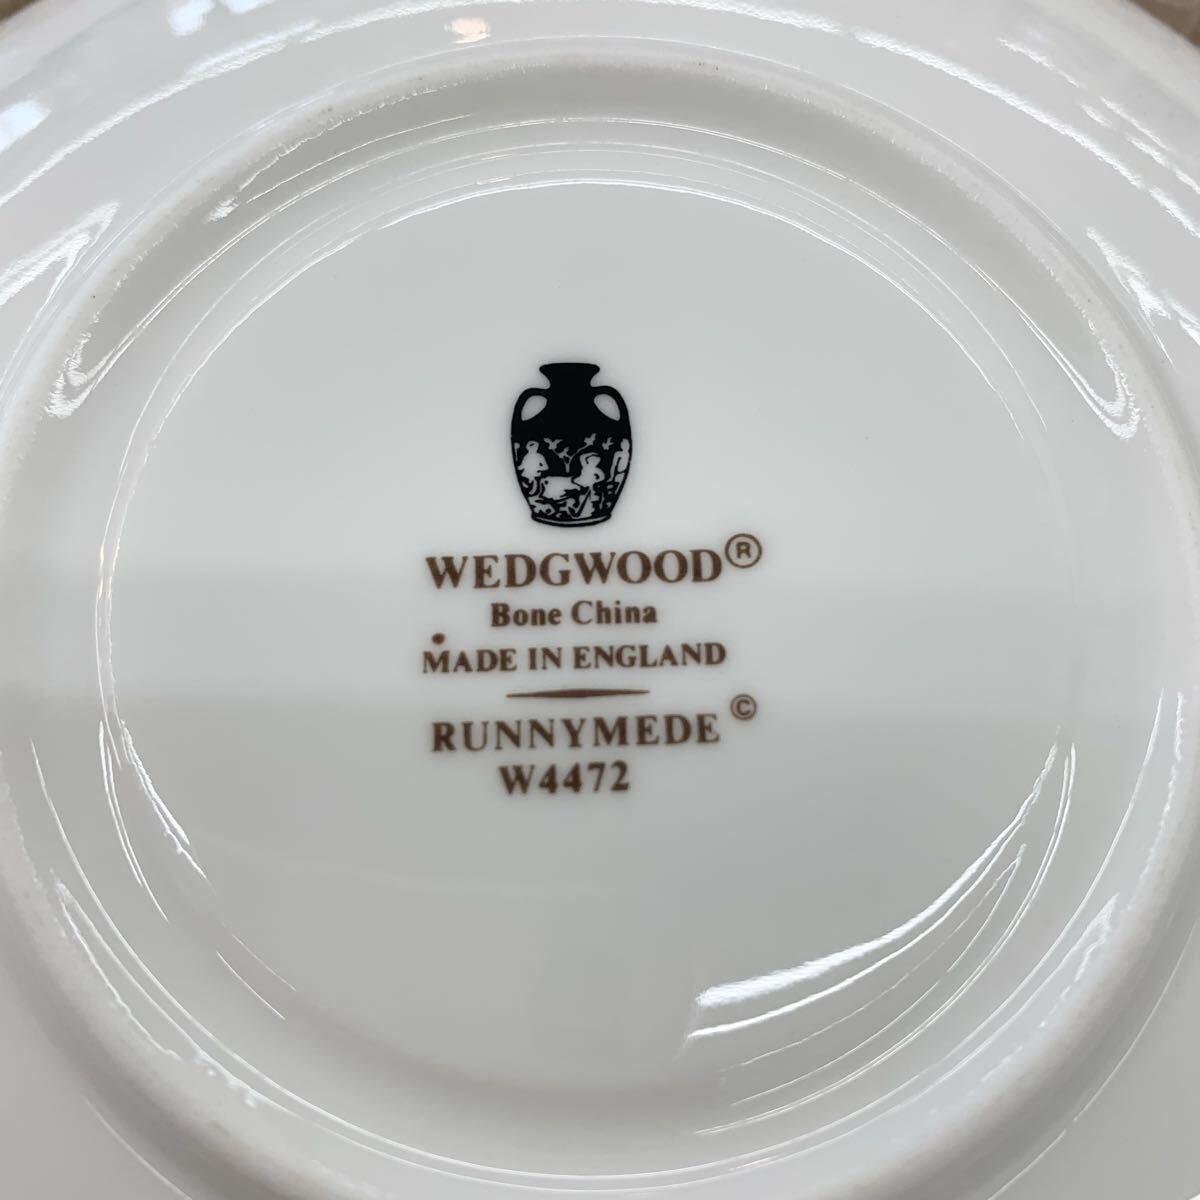 WEDGWOOD®
Bone China
MADE IN ENGLAND
RUNNYMEDE ©
W4472